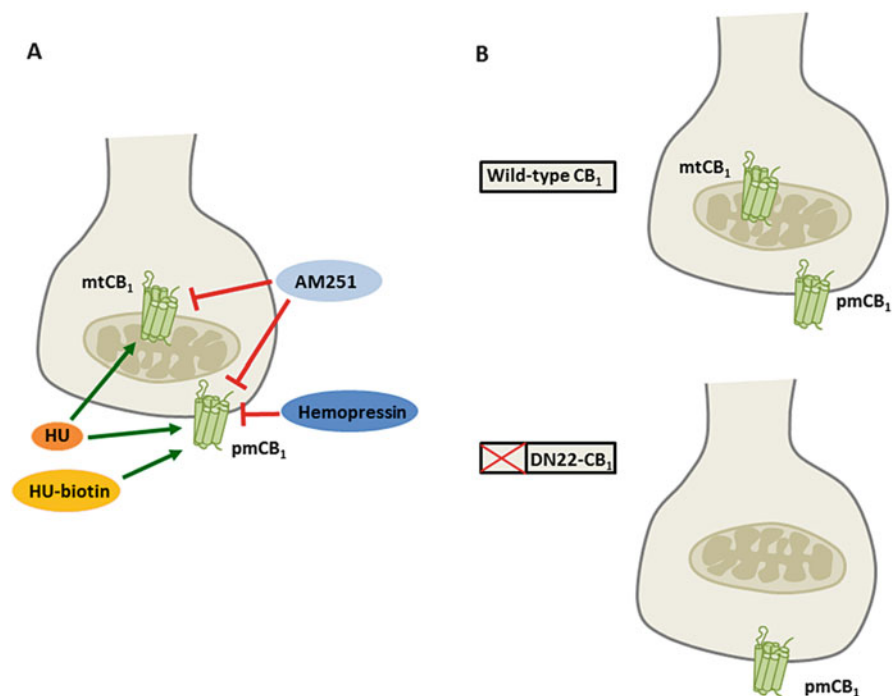 A
mtCB₁
AM251
Hemopressin
HU
pmCB₁
HU-biotin
B
Wild-type CB₁
mtCB₁
pmCB₁
DN22-CB₁
pmCB₁